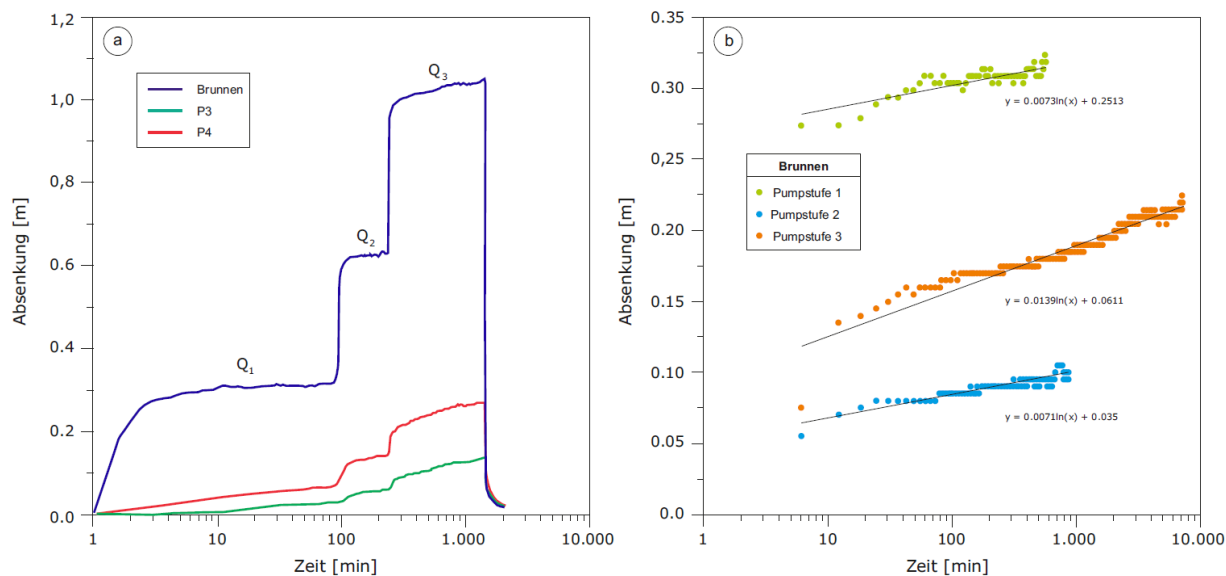 a
1,2
1,0
0.8
0.6
0.4
0.2
0.0
Absenkung [m]
Brunnen
P3
P4
Q1
Q2
Q3
1
10
100
1.000
10.000
Zeit [min]
b
0.35
0.30
0,25
0.20
0.15
0.10
0.05
0.0
Absenkung [m]
y = 0.0073ln(x) + 0.2513
Brunnen
Pumpstufe 1
Pumpstufe 2
Pumpstufe 3
y = 0.0139ln(x) + 0.0611
y = 0.0071ln(x) + 0.035
1
10
100
1.000
10.000
Zeit [min]